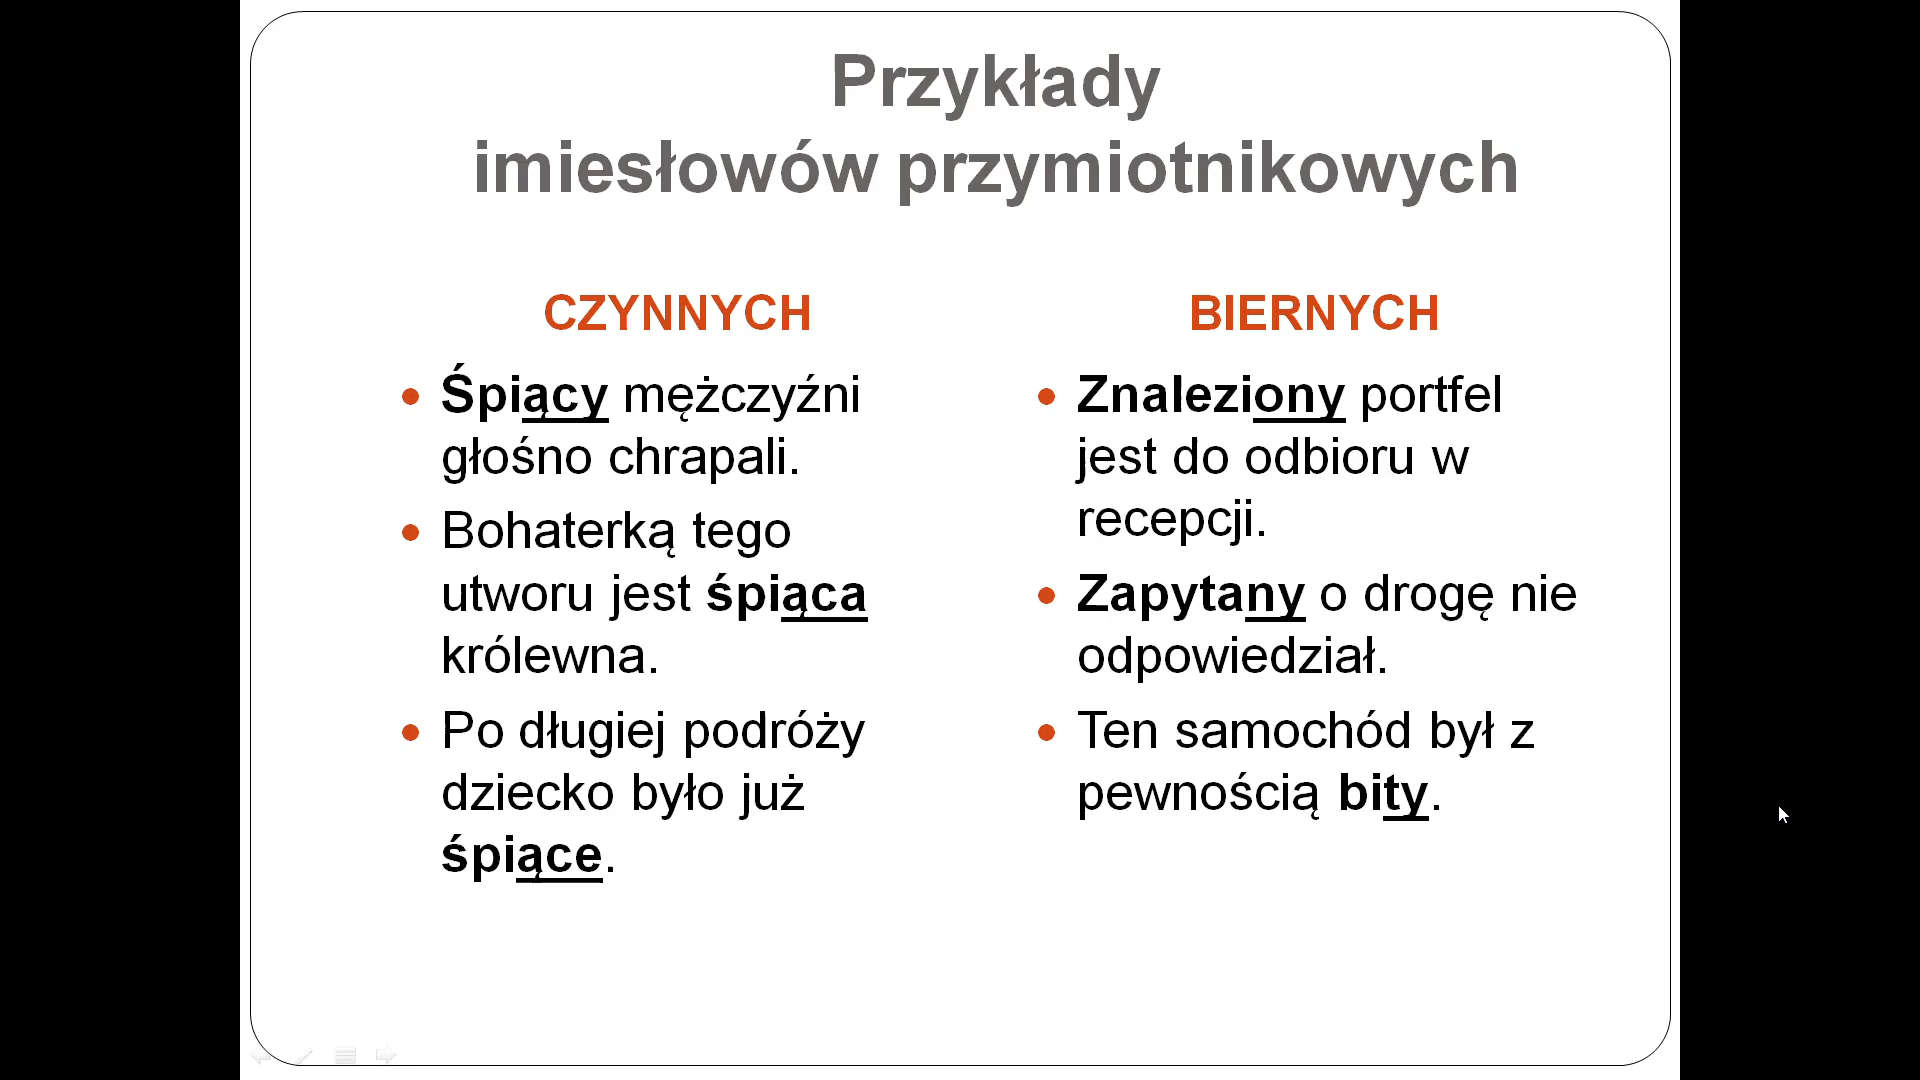 Przykłady
imiesłowów przymiotnikowych
CZYNNYCH
Śpiący mężczyźni
głośno chrapali.
Bohaterką tego
utworu jest śpiąca
królewna.
Po długiej podróży
dziecko było już
śpiące.
BIERNYCH
Znaleziony portfel
jest do odbioru w
recepcji.
Zapytany o drogę nie
odpowiedział.
Ten samochód był z
pewnością bity.